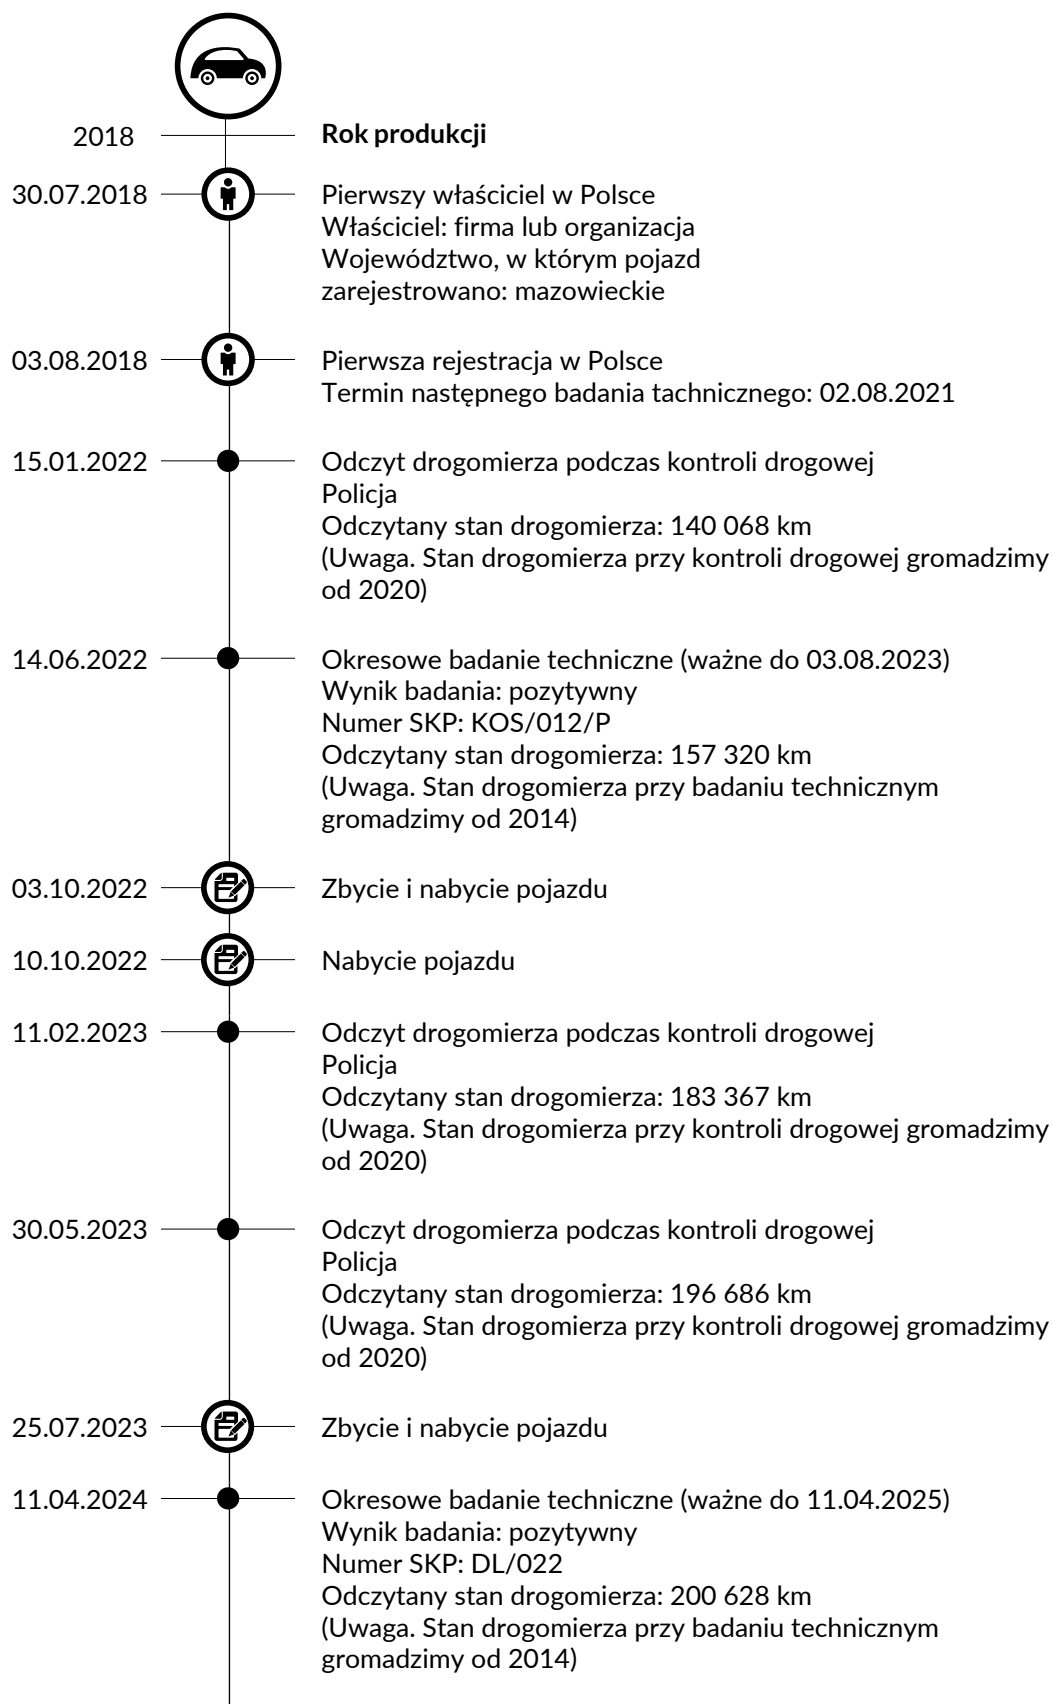 2018
Rok produkcji
30.07.2018
Pierwszy właściciel w Polsce
Właściciel: firma lub organizacja
Województwo, w którym pojazd
zarejestrowano: mazowieckie
03.08.2018
Pierwsza rejestracja w Polsce
Termin następnego badania tachnicznego: 02.08.2021
15.01.2022
Odczyt drogomierza podczas kontroli drogowej
Policja
Odczytany stan drogomierza: 140 068 km
(Uwaga. Stan drogomierza przy kontroli drogowej gromadzimy
od 2020)
14.06.2022
Okresowe badanie techniczne (ważne do 03.08.2023)
Wynik badania: pozytywny
Numer SKP: KOS/012/P
Odczytany stan drogomierza: 157 320 km
(Uwaga. Stan drogomierza przy badaniu technicznym
gromadzimy od 2014)
03.10.2022
Zbycie i nabycie pojazdu
10.10.2022
Nabycie pojazdu
11.02.2023
Odczyt drogomierza podczas kontroli drogowej
Policja
Odczytany stan drogomierza: 183 367 km
(Uwaga. Stan drogomierza przy kontroli drogowej gromadzimy
od 2020)
30.05.2023
Odczyt drogomierza podczas kontroli drogowej
Policja
Odczytany stan drogomierza: 196 686 km
(Uwaga. Stan drogomierza przy kontroli drogowej gromadzimy
od 2020)
25.07.2023
Zbycie i nabycie pojazdu
11.04.2024
Okresowe badanie techniczne (ważne do 11.04.2025)
Wynik badania: pozytywny
Numer SKP: DL/022
Odczytany stan drogomierza: 200 628 km
(Uwaga. Stan drogomierza przy badaniu technicznym
gromadzimy od 2014)